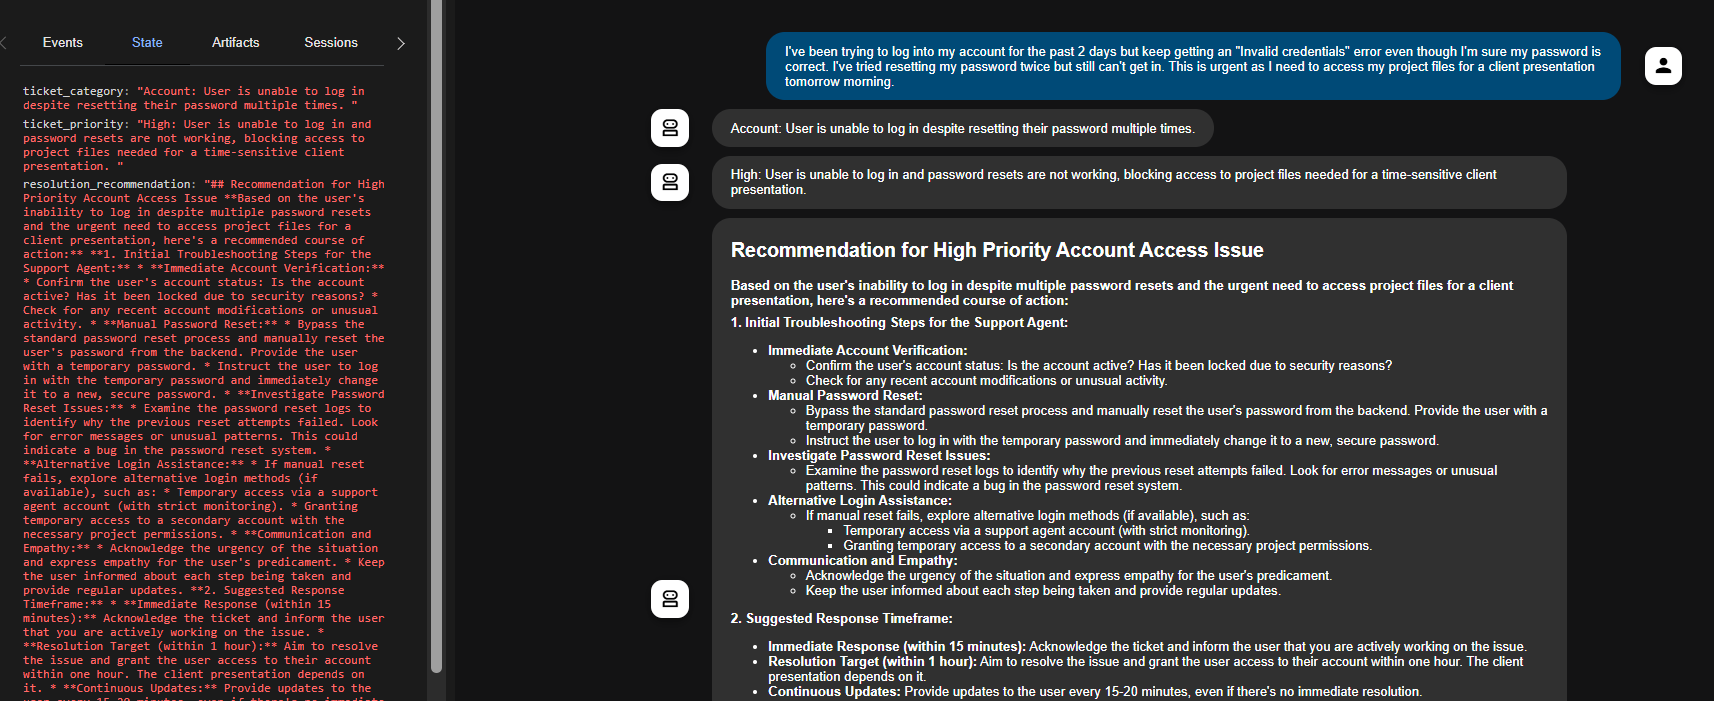 Events State Artifacts Sessions
ticket_category: "Account: User is unable to log in
despite resetting their password multiple times. "
ticket_priority: "High: User is unable to log in and
password resets are not working, blocking access to
project files needed for a time-sensitive client
presentation. "
resolution_recommendation: "## Recommendation for High
Priority Account Access Issue **Based on the user's
inability to log in despite multiple password resets
and the urgent need to access project files for a
client presentation, here's a recommended course of
action:** **1. Initial Troubleshooting Steps for the
Support Agent:** * **Immediate Account Verification:**
* Confirm the user's account status: Is the account
active? Has it been locked due to security reasons? *
Check for any recent account modifications or unusual
activity. * **Manual Password Reset:** * Bypass the
standard password reset process and manually reset the
user's password from the backend. Provide the user
with a temporary password. * Instruct the user to log
in with the temporary password and immediately change
it to a new, secure password. * **Investigate Password
Reset Issues:** * Examine the password reset logs to
identify why the previous reset attempts failed. Look
for error messages or unusual patterns. This could
indicate a bug in the password reset system. *
**Alternative Login Assistance:** * If manual reset
fails, explore alternative login methods (if
available), such as: * Temporary access via a support
agent account (with strict monitoring). * Granting
temporary access to a secondary account with the
necessary project permissions. * **Communication and
Empathy:** * Acknowledge the urgency of the situation
and express empathy for the user's predicament. * Keep
the user informed about each step being taken and
provide regular updates. **2. Suggested Response
Timeframe:** * **Immediate Response (within 15
minutes):** Acknowledge the ticket and inform the user
that you are actively working on the issue. *
**Resolution Target (within 1 hour):** Aim to resolve
the issue and grant the user access to their account
within one hour. The client presentation depends on
it. * **Continuous Updates:** Provide updates to the
I've been trying to log into my account for the past 2 days but keep getting an "Invalid credentials" error even though I'm sure my password is
correct. I've tried resetting my password twice but still can't get in. This is urgent as I need to access my project files for a client presentation
tomorrow morning.
Account: User is unable to log in despite resetting their password multiple times.
High: User is unable to log in and password resets are not working, blocking access to project files needed for a time-sensitive client
presentation.
Recommendation for High Priority Account Access Issue
Based on the user's inability to log in despite multiple password resets and the urgent need to access project files for a client
presentation, here's a recommended course of action:
1. Initial Troubleshooting Steps for the Support Agent:
• Immediate Account Verification:
◦ Confirm the user's account status: Is the account active? Has it been locked due to security reasons?
◦ Check for any recent account modifications or unusual activity.
• Manual Password Reset:
◦ Bypass the standard password reset process and manually reset the user's password from the backend. Provide the user with a
temporary password.
◦ Instruct the user to log in with the temporary password and immediately change it to a new, secure password.
• Investigate Password Reset Issues:
◦ Examine the password reset logs to identify why the previous reset attempts failed. Look for error messages or unusual
patterns. This could indicate a bug in the password reset system.
• Alternative Login Assistance:
◦ If manual reset fails, explore alternative login methods (if available), such as:
▪ Temporary access via a support agent account (with strict monitoring).
▪ Granting temporary access to a secondary account with the necessary project permissions.
• Communication and Empathy:
◦ Acknowledge the urgency of the situation and express empathy for the user's predicament.
◦ Keep the user informed about each step being taken and provide regular updates.
2. Suggested Response Timeframe:
• Immediate Response (within 15 minutes): Acknowledge the ticket and inform the user that you are actively working on the issue.
• Resolution Target (within 1 hour): Aim to resolve the issue and grant the user access to their account within one hour. The client
presentation depends on it.
• Continuous Updates: Provide updates to the user every 15-20 minutes, even if there's no immediate resolution.